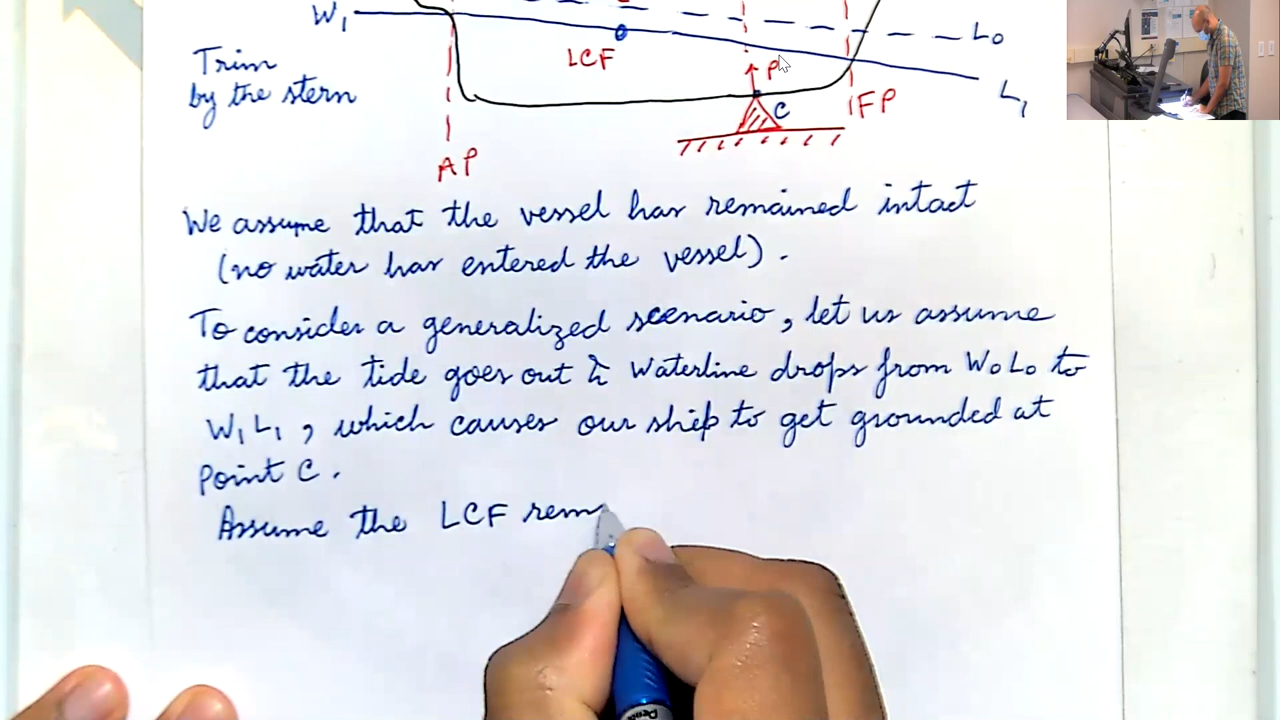 W1
L0
LCF
P
Trim
by the stern
L1
C
FP
AP
We assume that the vessel has remained intact
(no water has entered the vessel).
To consider a generalized scenario, let us assume
that the tide goes out & Waterline drops from W0L0 to
W1L1, which causes our ship to get grounded at
Point C.
Assume the LCF rem